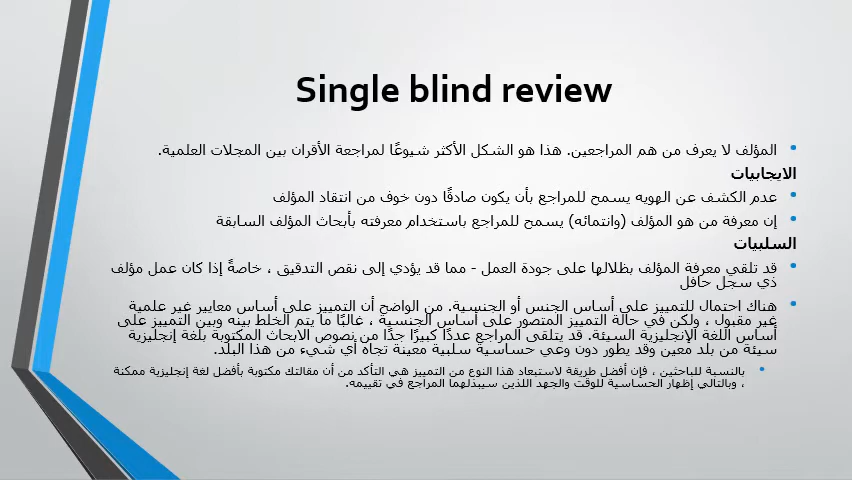 Single blind review
المؤلف لا يعرف من هم المراجعين. هذا هو الشكل الأكثر شيوعًا لمراجعة الأقران بين المجلات العلمية.
الايجابيات
عدم الكشف عن الهويه يسمح للمراجع بأن يكون صادقًا دون خوف من انتقاد المؤلف
إن معرفة من هو المؤلف (وانتمائه) يسمح للمراجع باستخدام معرفته بأبحاث المؤلف السابقة
السلبيات
قد تلقي معرفة المؤلف بظلالها على جودة العمل - مما قد يؤدي إلى نقص التدقيق ، خاصةً إذا كان عمل مؤلف
ذي سجل حافل
هناك احتمال للتمييز على أساس الجنس أو الجنسية. من الواضح أن التمييز على أساس معايير غير علمية
غير مقبول ، ولكن في حالة التمييز المتصور على أساس الجنسية ، غالبًا ما يتم الخلط بينه وبين التمييز على
أساس اللغة الإنجليزية السيئة. قد يتلقى المراجع عددًا كبيرًا جدًا من نصوص الابحاث المكتوبة بلغة إنجليزية
سيئة من بلد معين وقد يطور دون وعي حساسية سلبية معينة تجاه أي شيء من هذا البلد.
بالنسبة للباحثين ، فإن أفضل طريقة لاستبعاد هذا النوع من التمييز هي التأكد من أن مقالتك مكتوبة بأفضل لغة إنجليزية ممكنة
، وبالتالي إظهار الحساسية للوقت والجهد اللذين سيبذلهما المراجع في تقييمه.